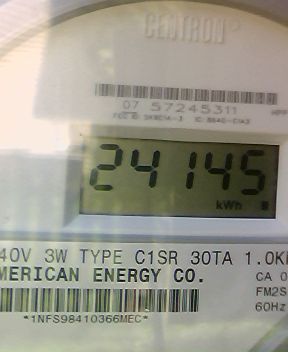 CENTRON
07 57245311
24145
kWh
40V 3W TYPE C1SR 30TA 1.0K
MERICAN ENERGY CO.
CA 0
FM2S
60Hz
*1NFS98410366MEC*